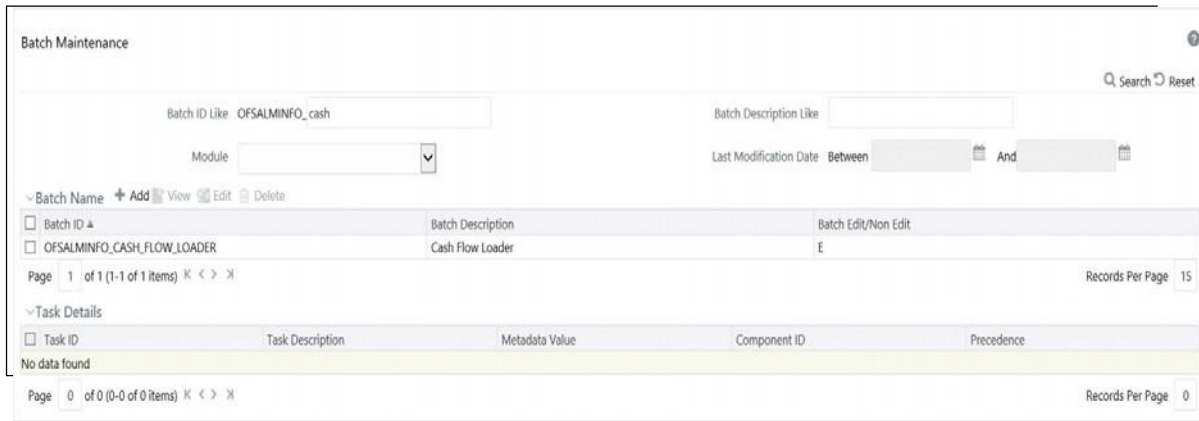 Batch Maintenance
Search Reset
Batch ID Like OFSALMINFO_ cash Batch Description Like
Module Last Modification Date Between And
Batch Name Add View Edit Delete
Batch ID Batch Description Batch Edit/Non Edit
OFSALMINFO_CASH_FLOW_LOADER Cash Flow Loader E
Page 1 of 1 (1-1 of 1 items) Records Per Page 15
Task Details
Task ID Task Description Metadata Value Component ID Precedence
No data found
Page 0 of 0 (0-0 of 0 items) Records Per Page 0